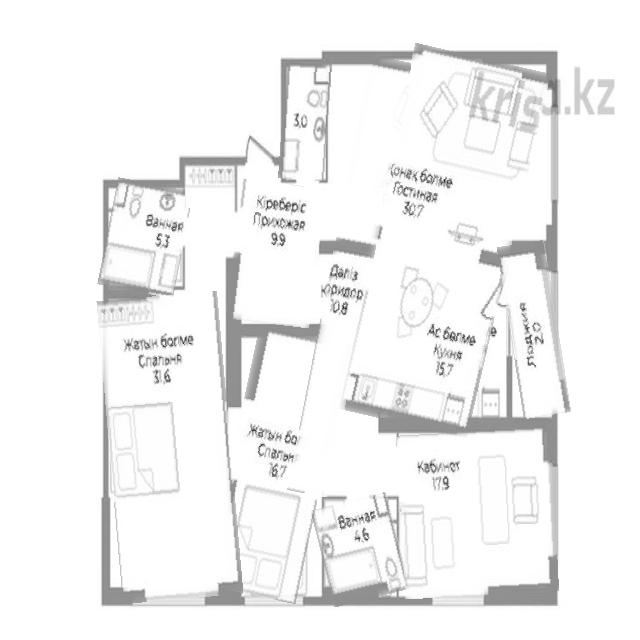 krisha.kz
3,0
Қонақ бөлме
Гостиная
30,7
Кіреберіс
Прихожая
9,9
Ванная
5,3
Дәліз
Коридор
10,8
Ас бөлме
Кухня
15,7
Лоджия
2,0
Жатын бөлме
Спальня
31,6
Жатын бө
Спальн
16,7
Кабинет
17,9
Ванная
4,6